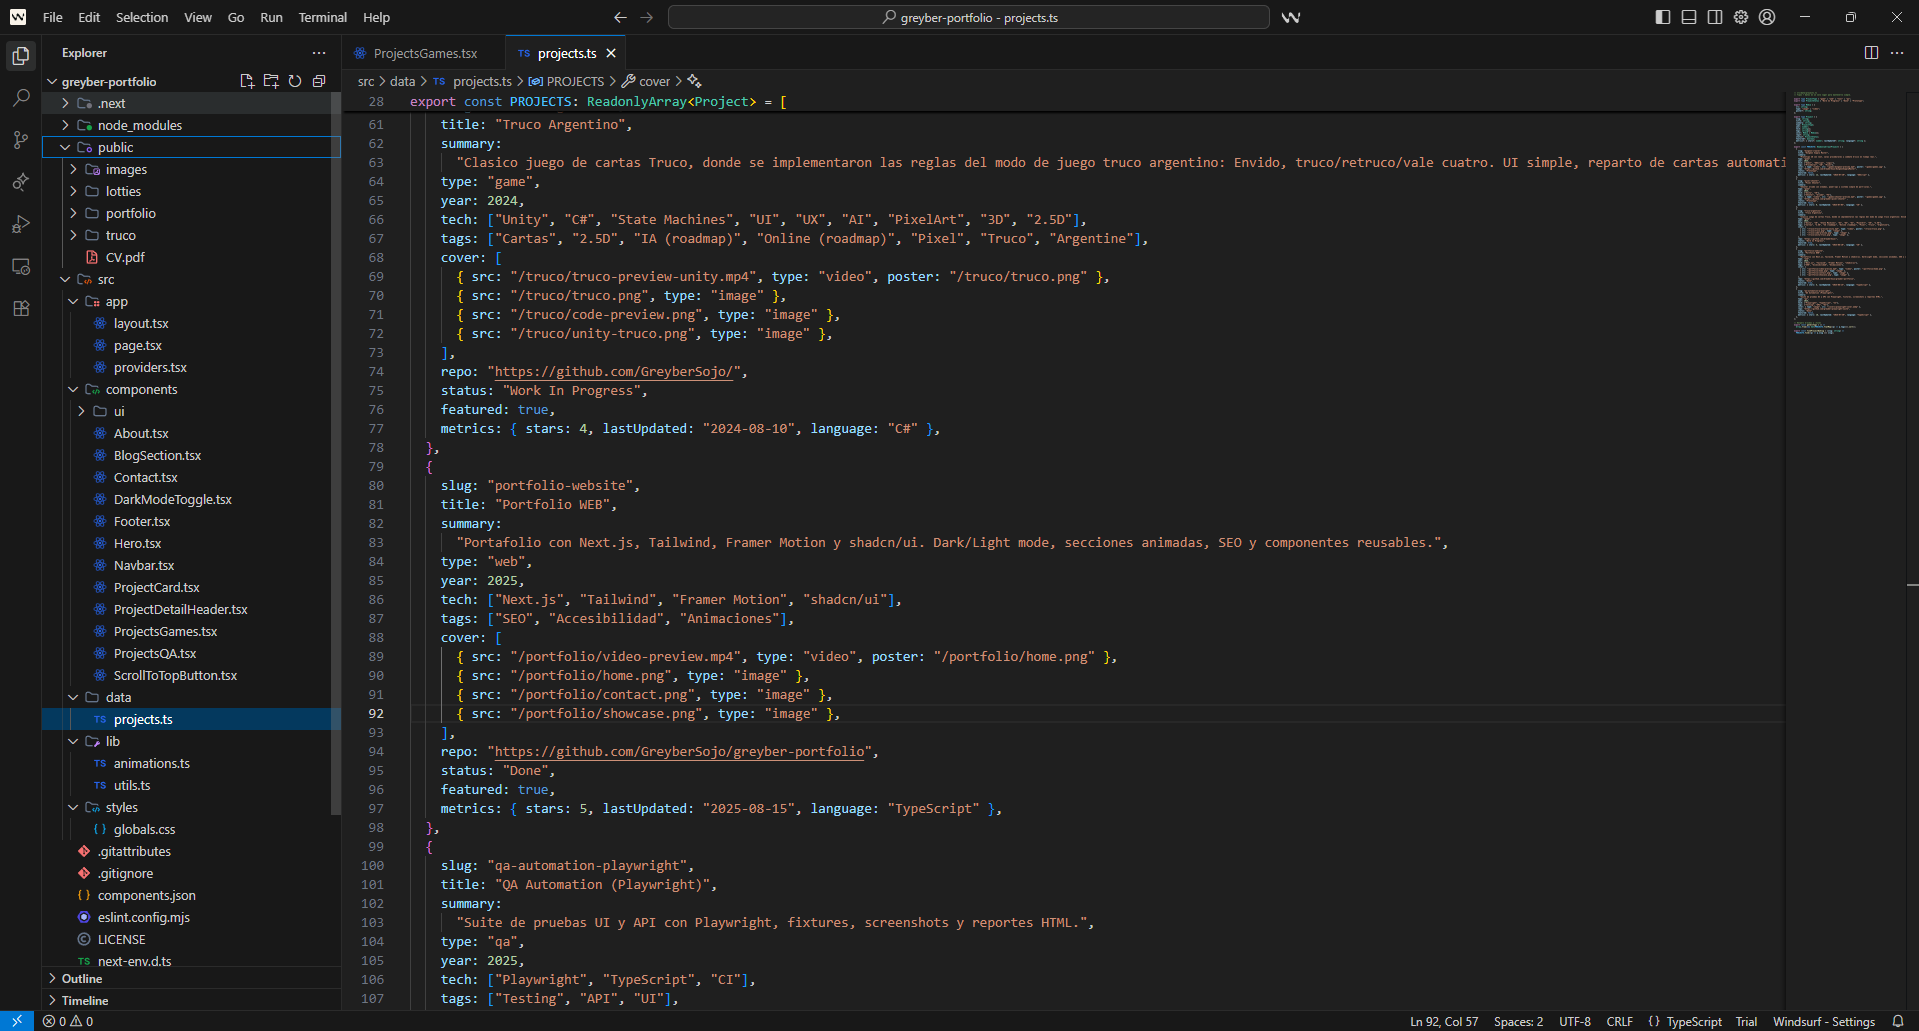 File Edit Selection View Go Run Terminal Help
greyber-portfolio - projects.ts
Explorer
greyber-portfolio
.next
node_modules
public
images
lotties
portfolio
truco
CV.pdf
src
app
layout.tsx
page.tsx
providers.tsx
components
ui
About.tsx
BlogSection.tsx
Contact.tsx
DarkModeToggle.tsx
Footer.tsx
Hero.tsx
Navbar.tsx
ProjectCard.tsx
ProjectDetailHeader.tsx
ProjectsGames.tsx
ProjectsQA.tsx
ScrollToTopButton.tsx
data
TS projects.ts
lib
TS animations.ts
TS utils.ts
styles
{ } globals.css
.gitattributes
.gitignore
{ } components.json
eslint.config.mjs
LICENSE
TS next-env.d.ts
Outline
Timeline
ProjectsGames.tsx
TS projects.ts
src > data > TS projects.ts > PROJECTS > cover >
28 export const PROJECTS: ReadonlyArray<Project> = [
61 title: "Truco Argentino",
62 summary:
63 "Clasico juego de cartas Truco, donde se implementaron las reglas del modo de juego truco argentino: Envido, truco/retruco/vale cuatro. UI simple, reparto de cartas automati
64 type: "game",
65 year: 2024,
66 tech: ["Unity", "C#", "State Machines", "UI", "UX", "AI", "PixelArt", "3D", "2.5D"],
67 tags: ["Cartas", "2.5D", "IA (roadmap)", "Online (roadmap)", "Pixel", "Truco", "Argentine"],
68 cover: [
69 { src: "/truco/truco-preview-unity.mp4", type: "video", poster: "/truco/truco.png" },
70 { src: "/truco/truco.png", type: "image" },
71 { src: "/truco/code-preview.png", type: "image" },
72 { src: "/truco/unity-truco.png", type: "image" },
73 ],
74 repo: "https://github.com/GreyberSojo/",
75 status: "Work In Progress",
76 featured: true,
77 metrics: { stars: 4, lastUpdated: "2024-08-10", language: "C#" },
78 },
79 {
80 slug: "portfolio-website",
81 title: "Portfolio WEB",
82 summary:
83 "Portafolio con Next.js, Tailwind, Framer Motion y shadcn/ui. Dark/Light mode, secciones animadas, SEO y componentes reusables.",
84 type: "web",
85 year: 2025,
86 tech: ["Next.js", "Tailwind", "Framer Motion", "shadcn/ui"],
87 tags: ["SEO", "Accesibilidad", "Animaciones"],
88 cover: [
89 { src: "/portfolio/video-preview.mp4", type: "video", poster: "/portfolio/home.png" },
90 { src: "/portfolio/home.png", type: "image" },
91 { src: "/portfolio/contact.png", type: "image" },
92 { src: "/portfolio/showcase.png", type: "image" },
93 ],
94 repo: "https://github.com/GreyberSojo/greyber-portfolio",
95 status: "Done",
96 featured: true,
97 metrics: { stars: 5, lastUpdated: "2025-08-15", language: "TypeScript" },
98 },
99 {
100 slug: "qa-automation-playwright",
101 title: "QA Automation (Playwright)",
102 summary:
103 "Suite de pruebas UI y API con Playwright, fixtures, screenshots y reportes HTML.",
104 type: "qa",
105 year: 2025,
106 tech: ["Playwright", "TypeScript", "CI"],
107 tags: ["Testing", "API", "UI"],
0 0
Ln 92, Col 57 Spaces: 2 UTF-8 CRLF { } TypeScript Trial Windsurf - Settings